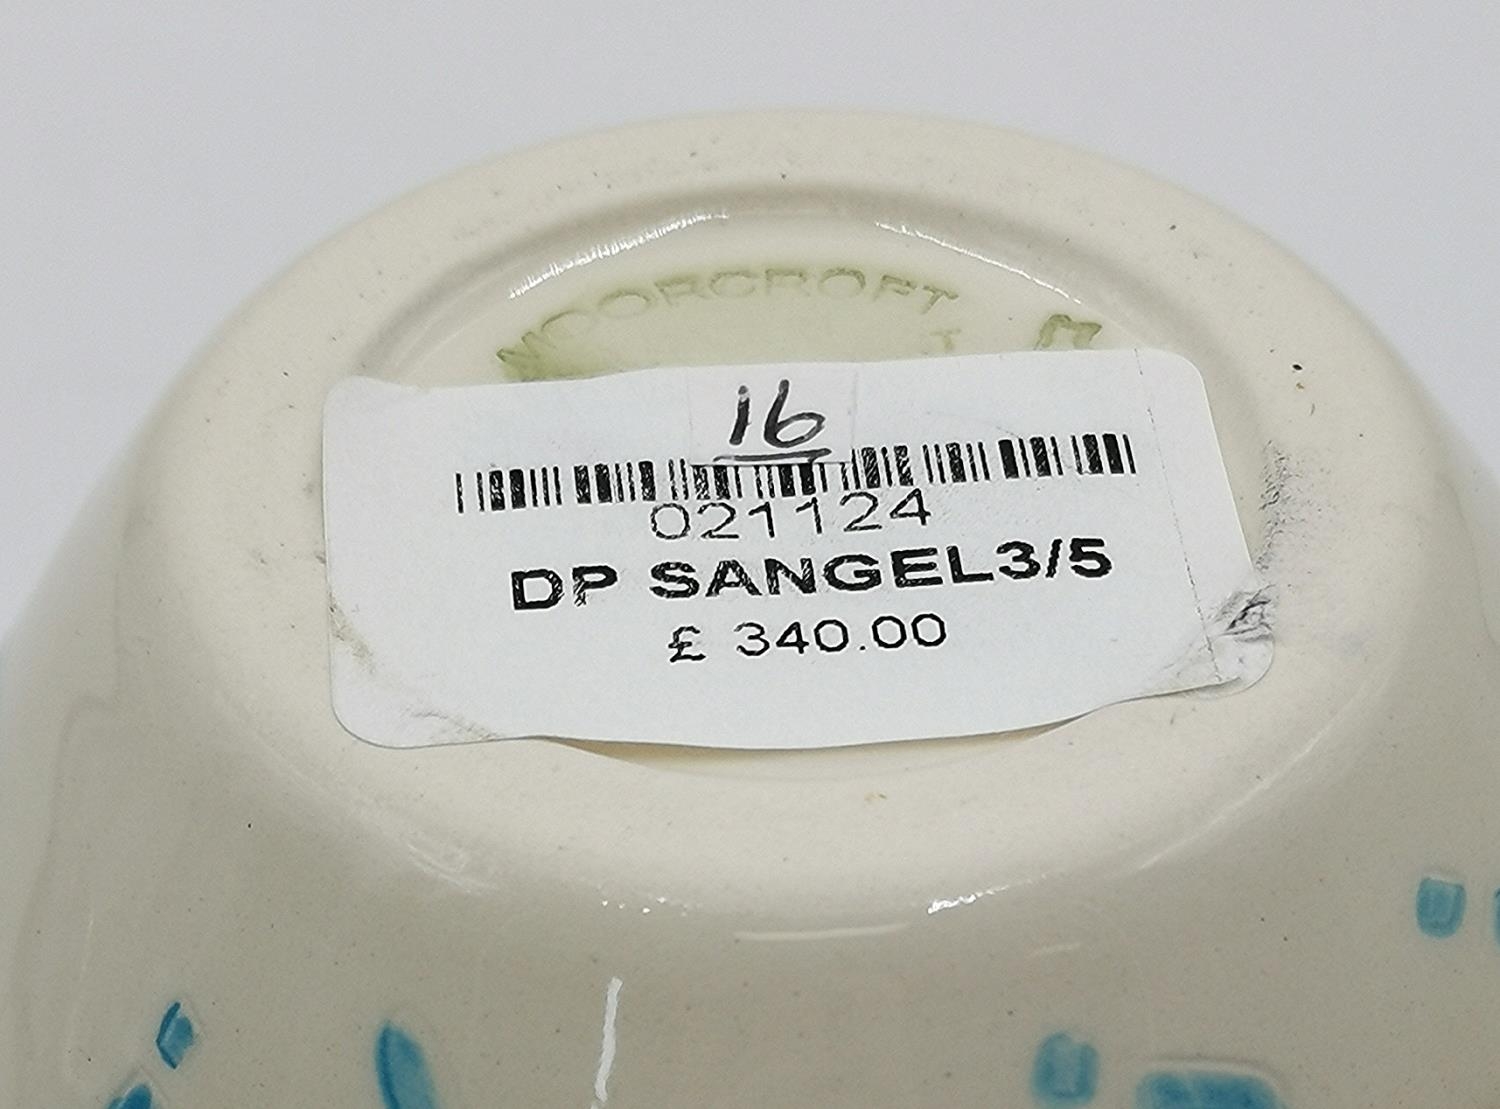 MOORCROFT
16
021124
DP SANGEL3/5
£ 340.00